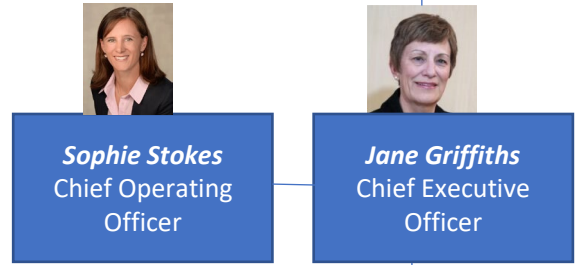 Sophie Stokes
Chief Operating
Officer
Jane Griffiths
Chief Executive
Officer